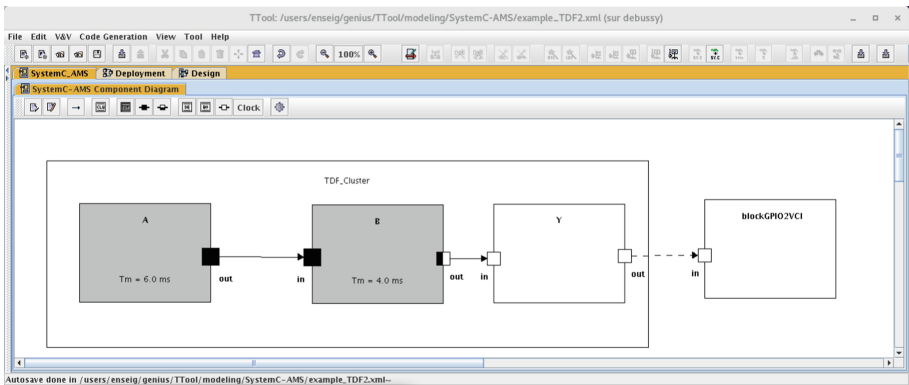 TTool: /users/enseig/genius/TTool/modeling/SystemC-AMS/example_TDF2.xml (sur debussy)
File Edit V&V Code Generation View Tool Help
100%
SystemC_AMS Deployment Design
SystemC-AMS Component Diagram
Clock
TDF_Cluster
A B Y blockGPIO2VCI
out in out in out in
Tm = 6.0 ms Tm = 4.0 ms
Autosave done in /users/enseig/genius/TTool/modeling/SystemC-AMS/example_TDF2.xml~